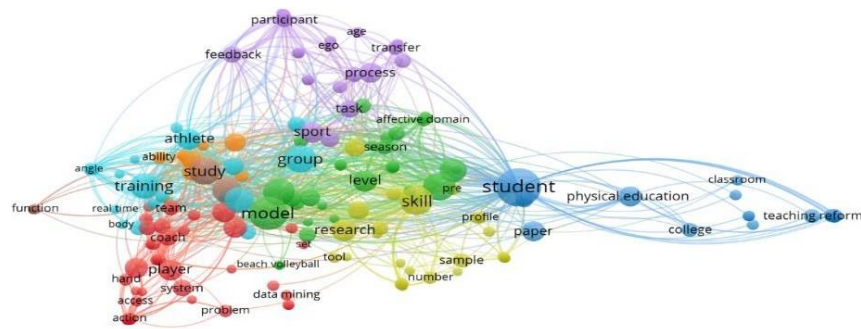 participant
age
ego
transfer
feedback
process
task
affective domain
sport
athlete
season
group
ability
angle
study
level
pre
training
student
classroom
physical education
skill
function
real time
team
model
profile
teaching reform
body
research
paper
college
coach
set
tool
sample
player
beach volleyball
hand
number
system
data mining
access
problem
action